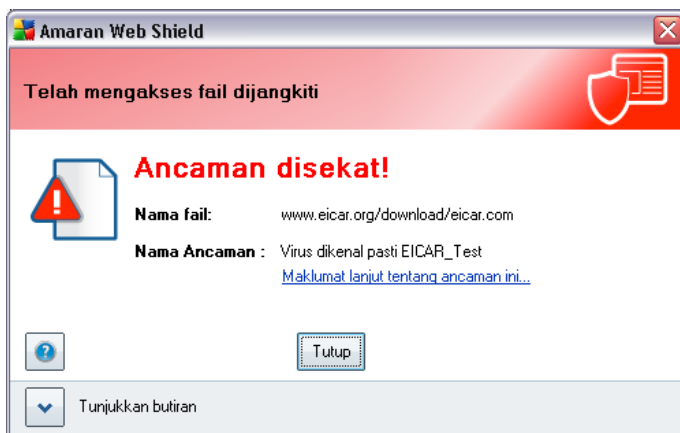 Amaran Web Shield
Telah mengakses fail dijangkiti
Ancaman disekat!
Nama fail: www.eicar.org/download/eicar.com
Nama Ancaman : Virus dikenal pasti EICAR_Test
Maklumat lanjut tentang ancaman ini...
Tutup
Tunjukkan butiran